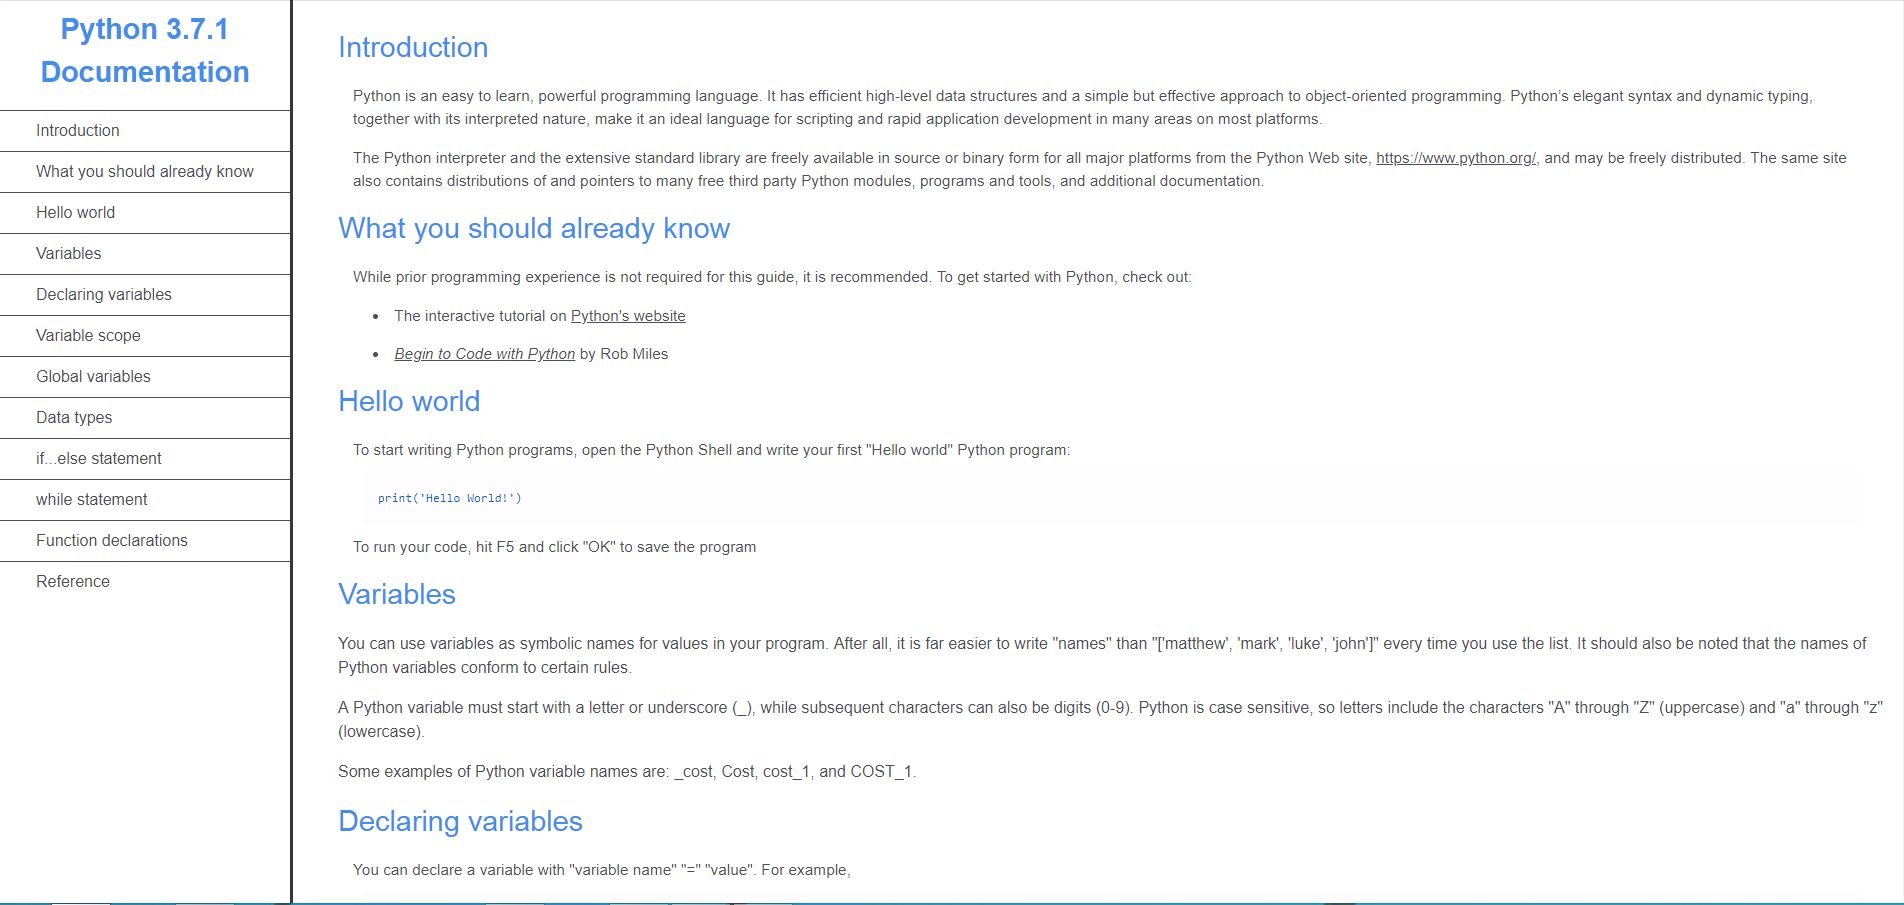 Python 3.7.1
Documentation
Introduction
What you should already know
Hello world
Variables
Declaring variables
Variable scope
Global variables
Data types
if...else statement
while statement
Function declarations
Reference
Introduction
Python is an easy to learn, powerful programming language. It has efficient high-level data structures and a simple but effective approach to object-oriented programming. Python’s elegant syntax and dynamic typing,
together with its interpreted nature, make it an ideal language for scripting and rapid application development in many areas on most platforms.
The Python interpreter and the extensive standard library are freely available in source or binary form for all major platforms from the Python Web site, https://www.python.org/, and may be freely distributed. The same site
also contains distributions of and pointers to many free third party Python modules, programs and tools, and additional documentation.
What you should already know
While prior programming experience is not required for this guide, it is recommended. To get started with Python, check out:
• The interactive tutorial on Python's website
• Begin to Code with Python by Rob Miles
Hello world
To start writing Python programs, open the Python Shell and write your first "Hello world" Python program:
print('Hello World!')
To run your code, hit F5 and click "OK" to save the program
Variables
You can use variables as symbolic names for values in your program. After all, it is far easier to write "names" than "['matthew', 'mark', 'luke', 'john']" every time you use the list. It should also be noted that the names of
Python variables conform to certain rules.
A Python variable must start with a letter or underscore (_), while subsequent characters can also be digits (0-9). Python is case sensitive, so letters include the characters "A" through "Z" (uppercase) and "a" through "z"
(lowercase).
Some examples of Python variable names are: _cost, Cost, cost_1, and COST_1.
Declaring variables
You can declare a variable with "variable name" "=" "value". For example,